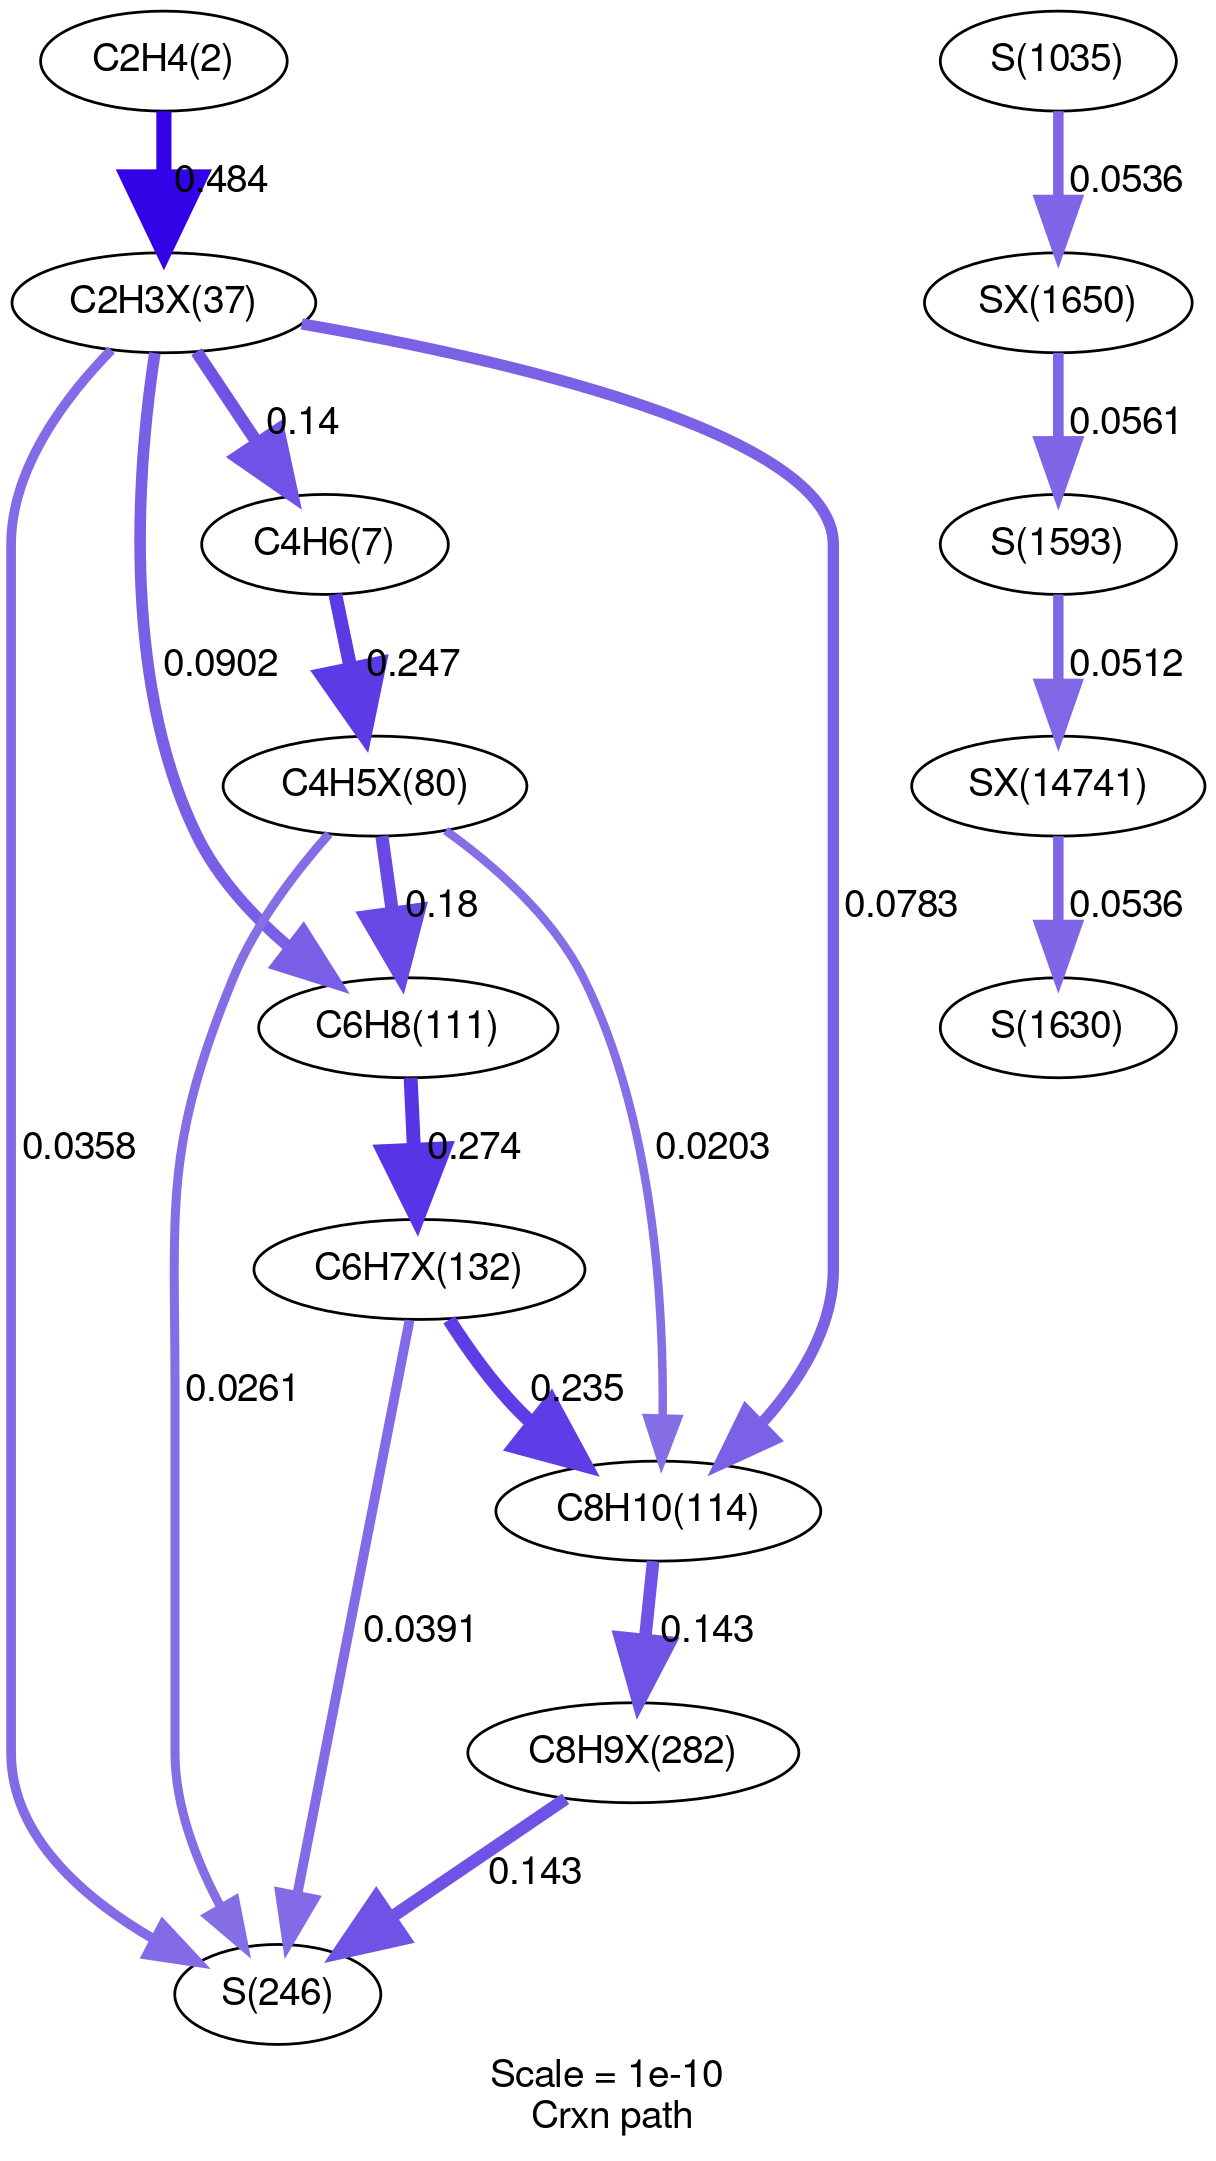 C2H4(2)
S(1035)
0.484
0.0536
C2H3X(37)
SX(1650)
0.14
0.0561
C4H6(7)
S(1593)
0.0902
0.247
0.0512
C4H5X(80)
SX(14741)
0.18
0.0783
0.0536
C6H8(111)
S(1630)
0.0358
0.274
0.0203
C6H7X(132)
0.0261
0.235
C8H10(114)
0.0391
0.143
C8H9X(282)
0.143
S(246)
Scale = 1e-10
Crxn path